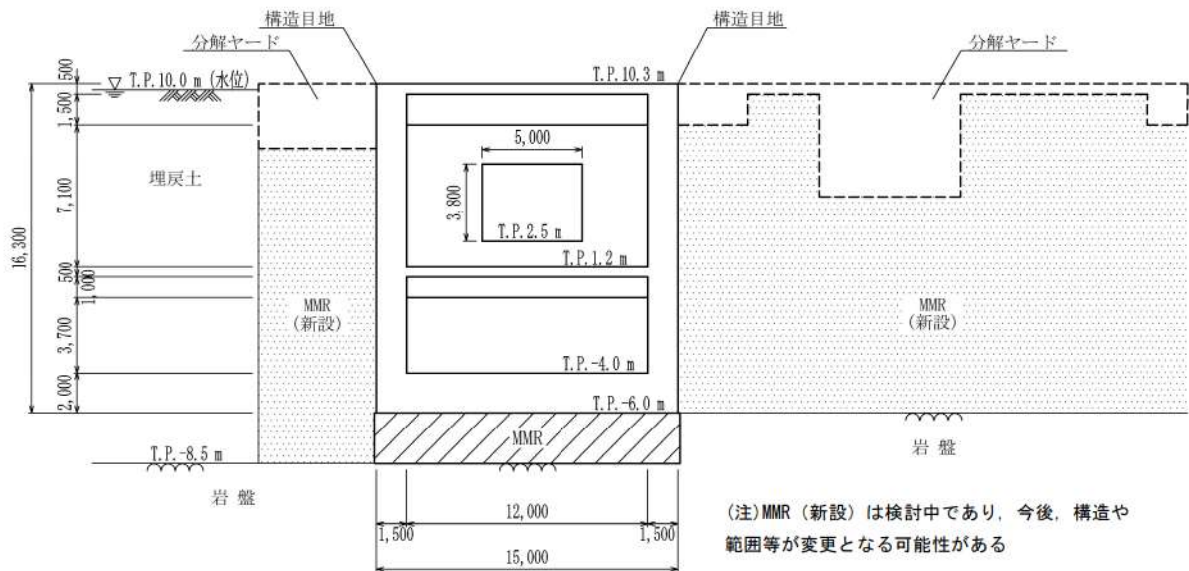 構造目地
構造目地
分解ヤード
分解ヤード
T.P.10.0 m (水位)
T.P.10.3 m
500
1,500
7,100
500
1,000
3,700
2,000
16,300
埋戻土
5,000
3,800
T.P.2.5 m
T.P.1.2 m
MMR
(新設)
MMR
(新設)
T.P.-4.0 m
T.P.-6.0 m
MMR
T.P.-8.5 m
岩 盤
岩 盤
1,500
12,000
1,500
15,000
(注)MMR（新設）は検討中であり，今後，構造や
範囲等が変更となる可能性がある